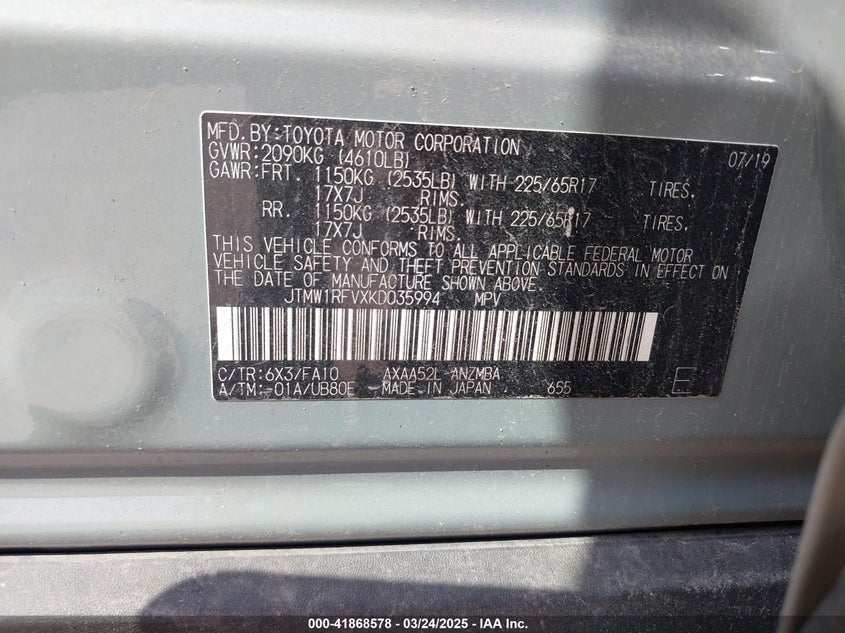 MFD.BY:TOYOTA MOTOR CORPORATION 07/19
GVWR:2090KG (4610LB)
GAWR:FRT. 1150KG (2535LB) WITH 225/65R17 TIRES,
17X7J RIMS.
RR. 1150KG (2535LB) WITH 225/65R17 TIRES,
17X7J RIMS.
THIS VEHICLE CONFORMS TO ALL APPLICABLE FEDERAL MOTOR
VEHICLE SAFETY AND THEFT PREVENTION STANDARDS IN EFFECT ON
THE DATE OF MANUFACTURE SHOWN ABOVE.
JTMW1RFVXKD035994 MPV
C/TR:6X3/FA10 AXAA52L-ANZMBA
A/TM:-01A/UB80E MADE IN JAPAN 655 E
000-41868578 - 03/24/2025 - IAA Inc.